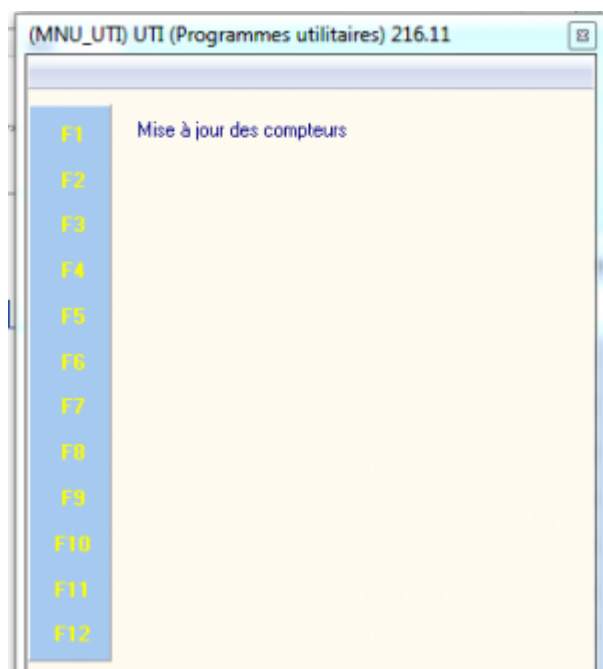 (MNU_UTI) UTI (Programmes utilitaires) 216.11
F1 Mise à jour des compteurs
F2
F3
F4
F5
F6
F7
F8
F9
F10
F11
F12